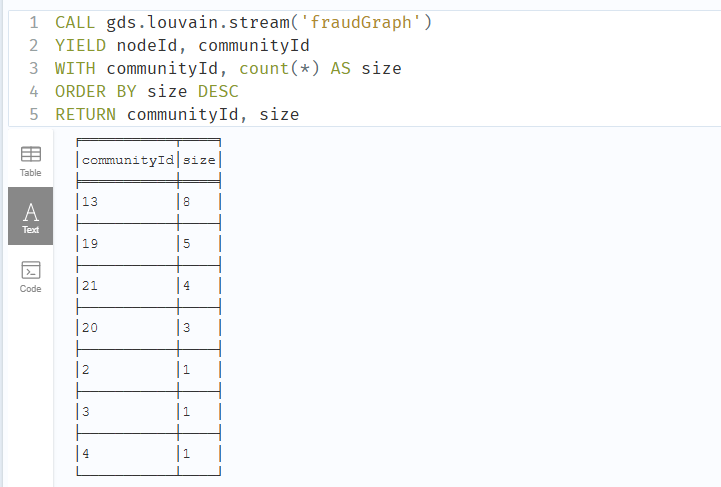 1 CALL gds.louvain.stream('fraudGraph')
2 YIELD nodeId, communityId
3 WITH communityId, count(*) AS size
4 ORDER BY size DESC
5 RETURN communityId, size
communityId size
13 8
19 5
21 4
20 3
2 1
3 1
4 1
Table
A
Text
Code